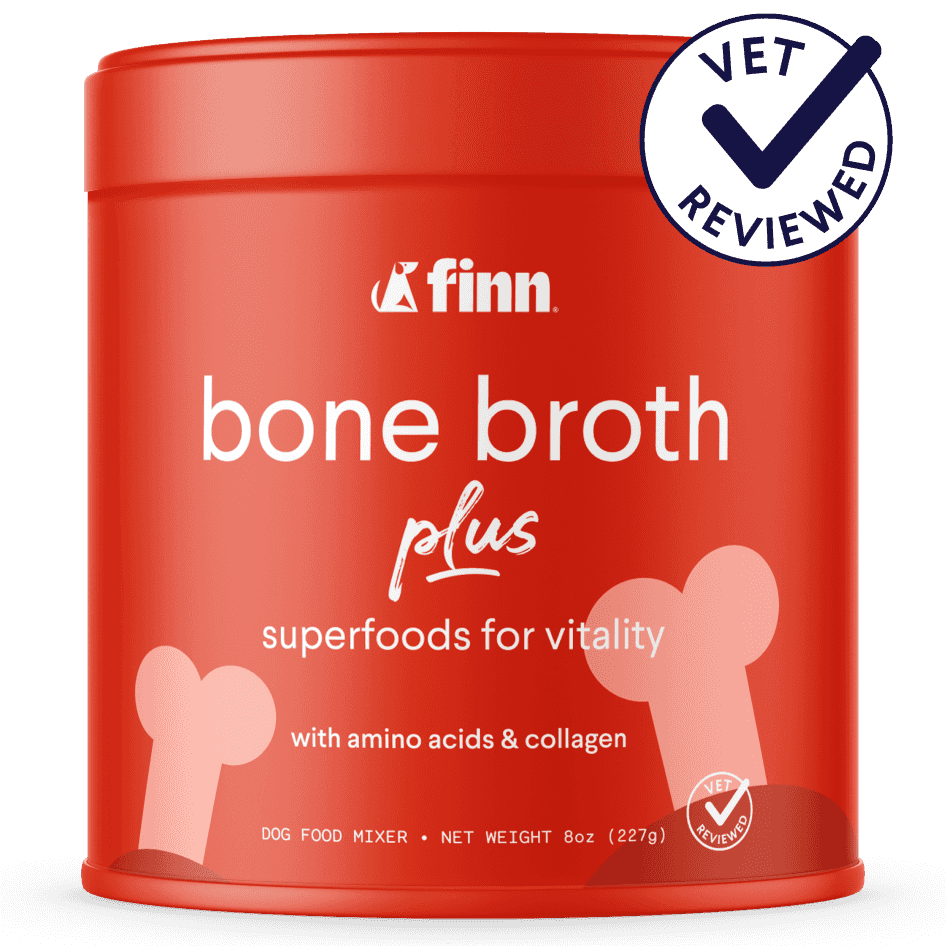 VET
REVIEWED
finn®
bone broth
plus
superfoods for vitality
with amino acids & collagen
DOG FOOD MIXER • NET WEIGHT 8oz (227g)
VET
REVIEWED